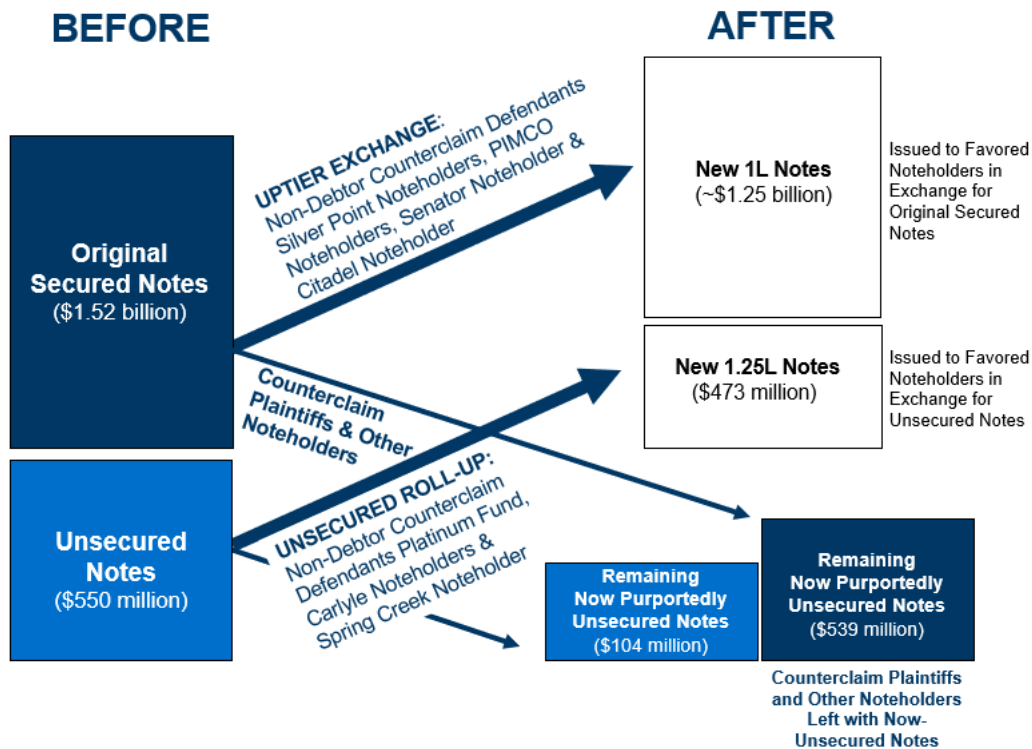 BEFORE
AFTER
UPTIER EXCHANGE:
Non-Debtor Counterclaim Defendants
Silver Point Noteholders, PIMCO
Noteholders, Senator Noteholder &
Citadel Noteholder
Original
Secured Notes
($1.52 billion)
New 1L Notes
(~$1.25 billion)
Issued to Favored
Noteholders in
Exchange for
Original Secured
Notes
Counterclaim
Plaintiffs & Other
Noteholders
New 1.25L Notes
($473 million)
Issued to Favored
Noteholders in
Exchange for
Unsecured Notes
Unsecured
Notes
($550 million)
UNSECURED ROLL-UP:
Non-Debtor Counterclaim
Defendants Platinum Fund,
Carlyle Noteholders &
Spring Creek Noteholder
Remaining
Now Purportedly
Unsecured Notes
($104 million)
Remaining
Now Purportedly
Unsecured Notes
($539 million)
Counterclaim Plaintiffs
and Other Noteholders
Left with Now-
Unsecured Notes